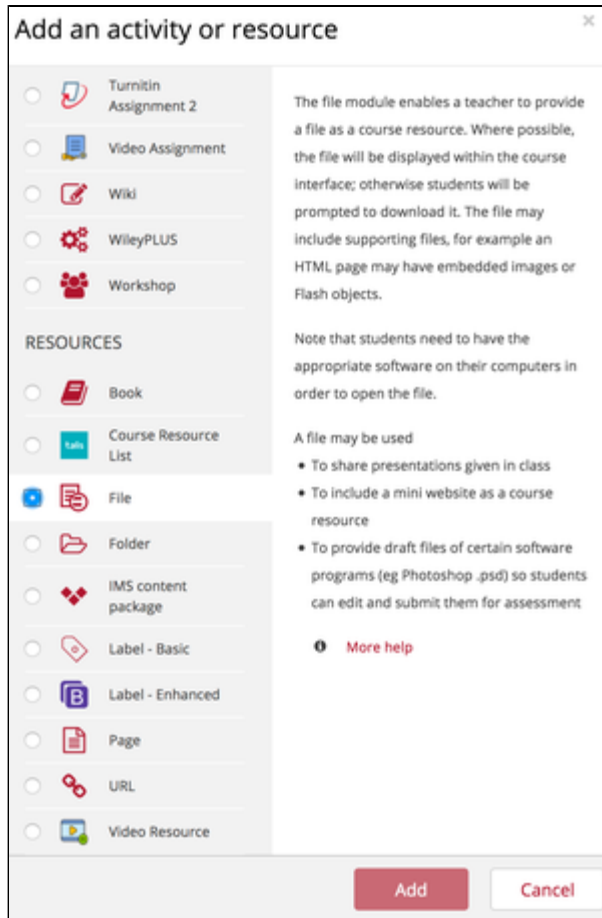 Add an activity or resource
×
Turnitin
Assignment 2
Video Assignment
Wiki
WileyPLUS
Workshop
RESOURCES
Book
talis
Course Resource
List
File
Folder
IMS content
package
Label - Basic
B
Label - Enhanced
Page
URL
Video Resource
The file module enables a teacher to provide
a file as a course resource. Where possible,
the file will be displayed within the course
interface; otherwise students will be
prompted to download it. The file may
include supporting files, for example an
HTML page may have embedded images or
Flash objects.
Note that students need to have the
appropriate software on their computers in
order to open the file.
A file may be used
• To share presentations given in class
• To include a mini website as a course
resource
• To provide draft files of certain software
programs (eg Photoshop .psd) so students
can edit and submit them for assessment
More help
Add
Cancel